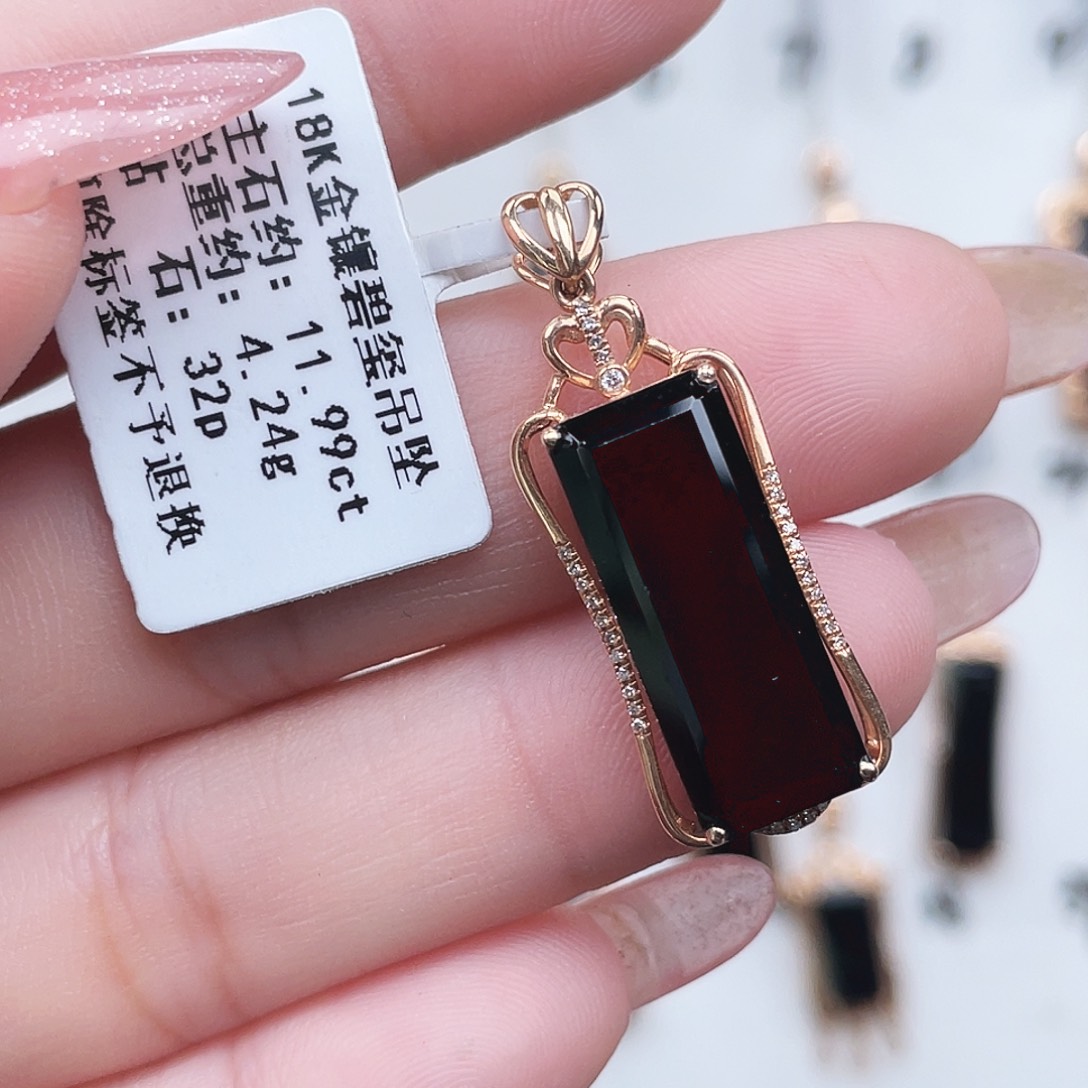 18K金镶碧玺吊坠
主石约: 11.99ct
总重约: 4.24g
石: 32p
标签不予退换